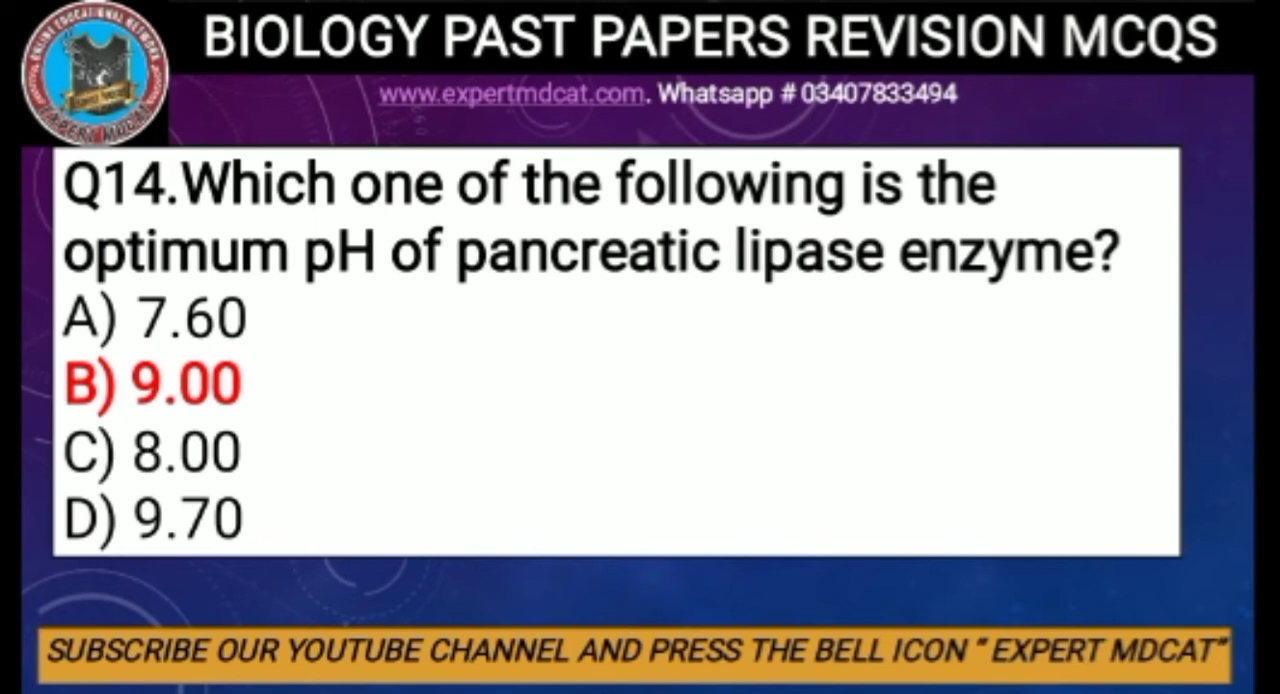 BIOLOGY PAST PAPERS REVISION MCQS
www.expertmdcat.com. Whatsapp # 03407833494
Q14.Which one of the following is the
optimum pH of pancreatic lipase enzyme?
A) 7.60
B) 9.00
C) 8.00
D) 9.70
SUBSCRIBE OUR YOUTUBE CHANNEL AND PRESS THE BELL ICON " EXPERT MDCAT"